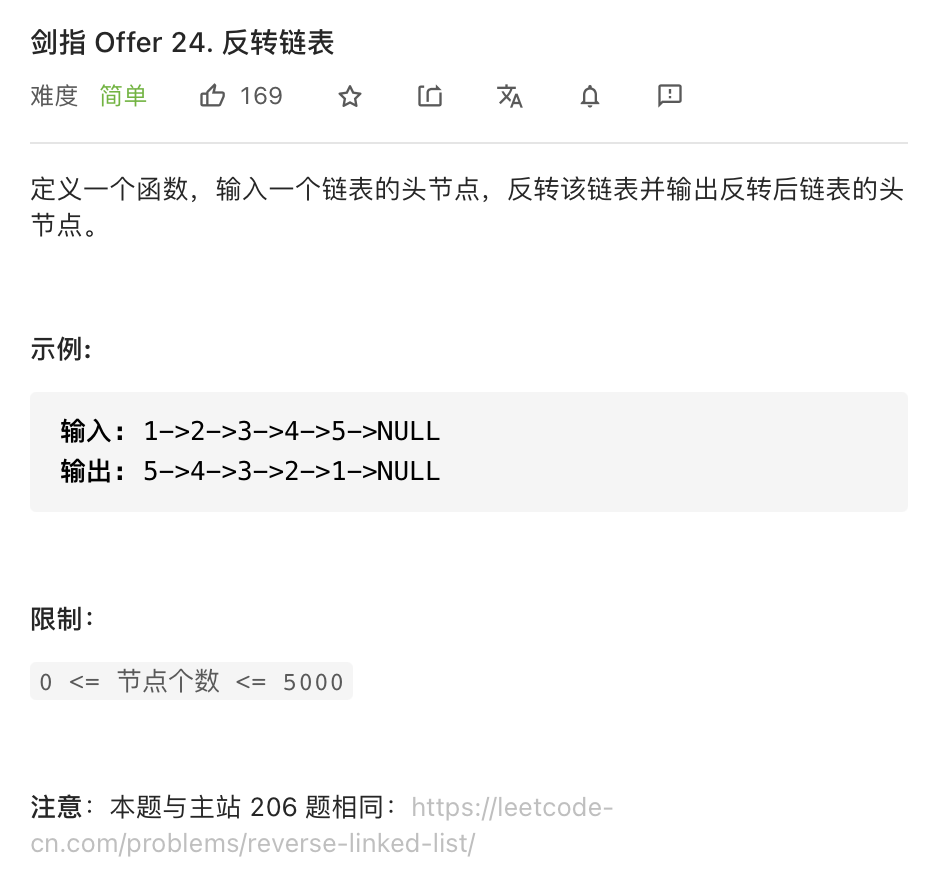 剑指 Offer 24. 反转链表
难度 简单 169
定义一个函数，输入一个链表的头节点，反转该链表并输出反转后链表的头
节点。
示例:
输入: 1->2->3->4->5->NULL
输出: 5->4->3->2->1->NULL
限制：
0 <= 节点个数 <= 5000
注意：本题与主站 206 题相同：https://leetcode-
cn.com/problems/reverse-linked-list/